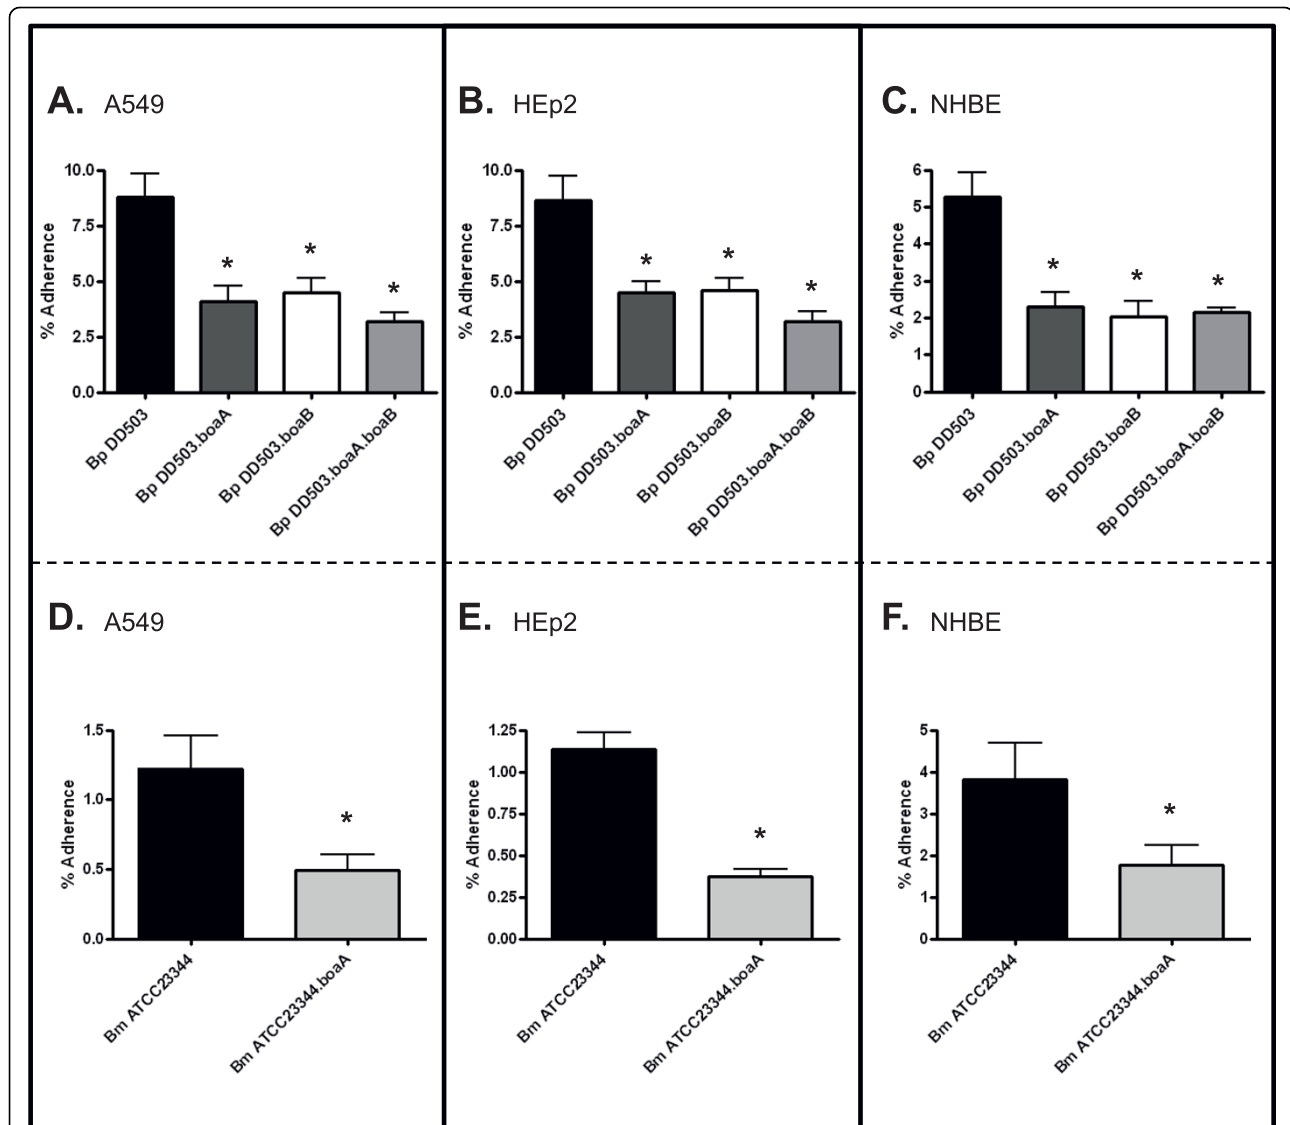 A. A549
% Adherence
10.0
7.5
5.0
2.5
0.0
*
*
*
Bp DD503
Bp DD503.boaA
Bp DD503.boaB
Bp DD503.boaA.boaB
B. HEp2
% Adherence
10.0
7.5
5.0
2.5
0.0
*
*
*
Bp DD503
Bp DD503.boaA
Bp DD503.boaB
Bp DD503.boaA.boaB
C. NHBE
% Adherence
6
5
4
3
2
1
0
*
*
*
Bp DD503
Bp DD503.boaA
Bp DD503.boaB
Bp DD503.boaA.boaB
D. A549
% Adherence
1.5
1.0
0.5
0.0
*
Bm ATCC23344
Bm ATCC23344.boaA
E. HEp2
% Adherence
1.25
1.00
0.75
0.50
0.25
0.00
*
Bm ATCC23344
Bm ATCC23344.boaA
F. NHBE
% Adherence
5
4
3
2
1
0
*
Bm ATCC23344
Bm ATCC23344.boaA